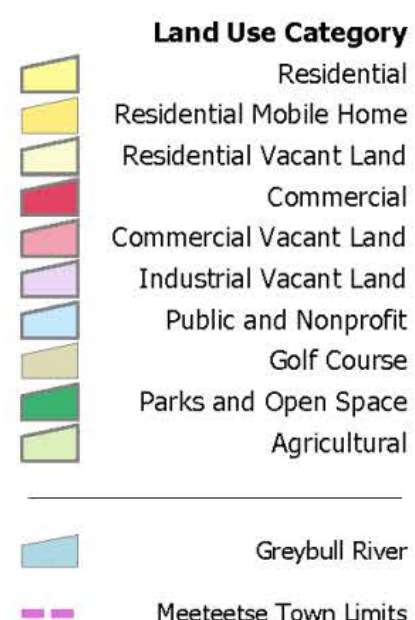 Land Use Category
Residential
Residential Mobile Home
Residential Vacant Land
Commercial
Commercial Vacant Land
Industrial Vacant Land
Public and Nonprofit
Golf Course
Parks and Open Space
Agricultural
Greybull River
Meeteetse Town Limits